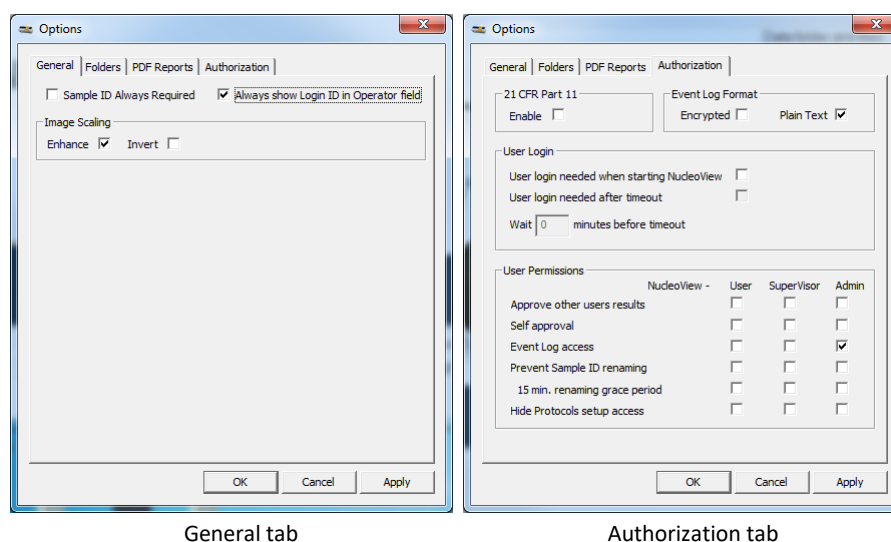 Options
General Folders PDF Reports Authorization
Sample ID Always Required Always show Login ID in Operator field
Image Scaling
Enhance Invert
OK Cancel Apply
General tab
Options
General Folders PDF Reports Authorization
21 CFR Part 11 Event Log Format
Enable Encrypted Plain Text
User Login
User login needed when starting NucleoView
User login needed after timeout
Wait 0 minutes before timeout
User Permissions
NucleoView - User SuperVisor Admin
Approve other users results
Self approval
Event Log access
Prevent Sample ID renaming
15 min. renaming grace period
Hide Protocols setup access
OK Cancel Apply
Authorization tab